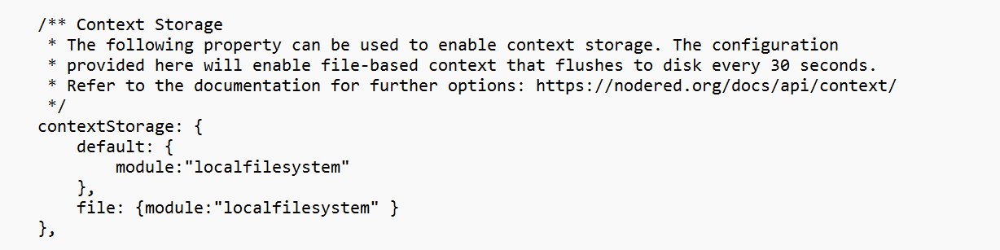 /** Context Storage
 * The following property can be used to enable context storage. The configuration
 * provided here will enable file-based context that flushes to disk every 30 seconds.
 * Refer to the documentation for further options: https://nodered.org/docs/api/context/
 */
contextStorage: {
    default: {
        module:"localfilesystem"
    },
    file: {module:"localfilesystem" }
},